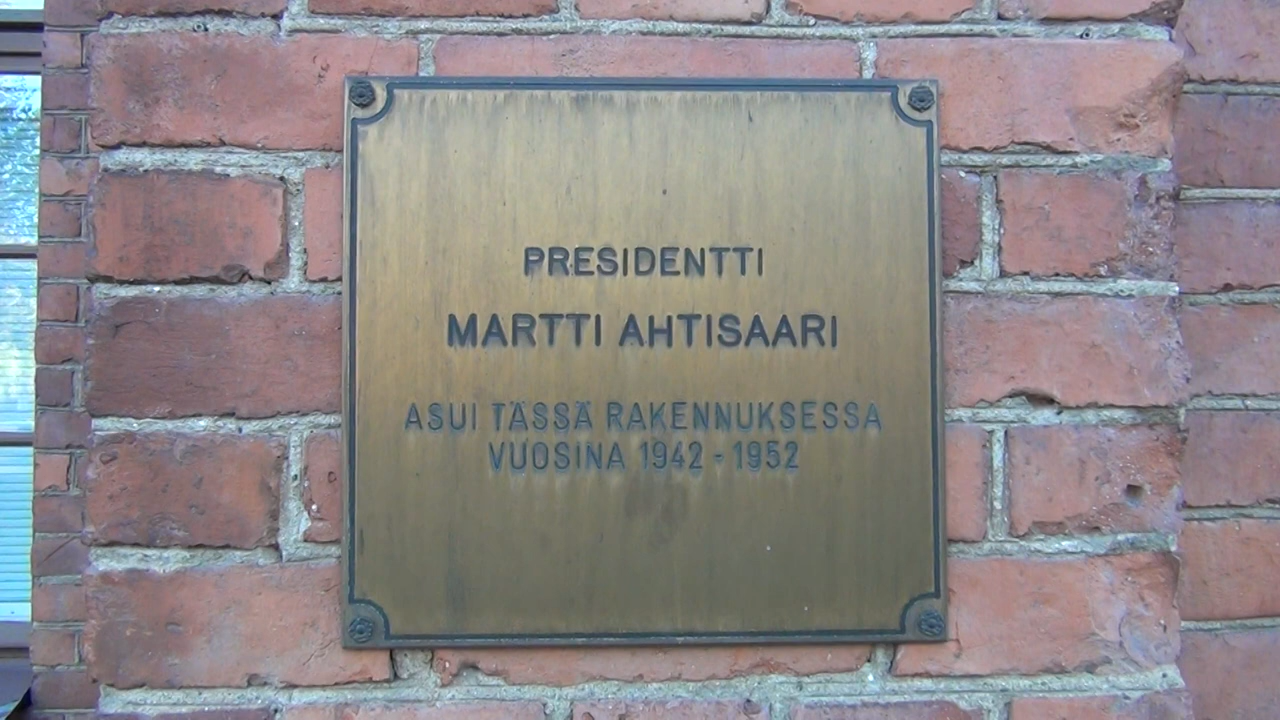 PRESIDENTTI
MARTTI AHTISAARI
ASUI TÄSSÄ RAKENNUKSESSA
VUOSINA 1942 - 1952